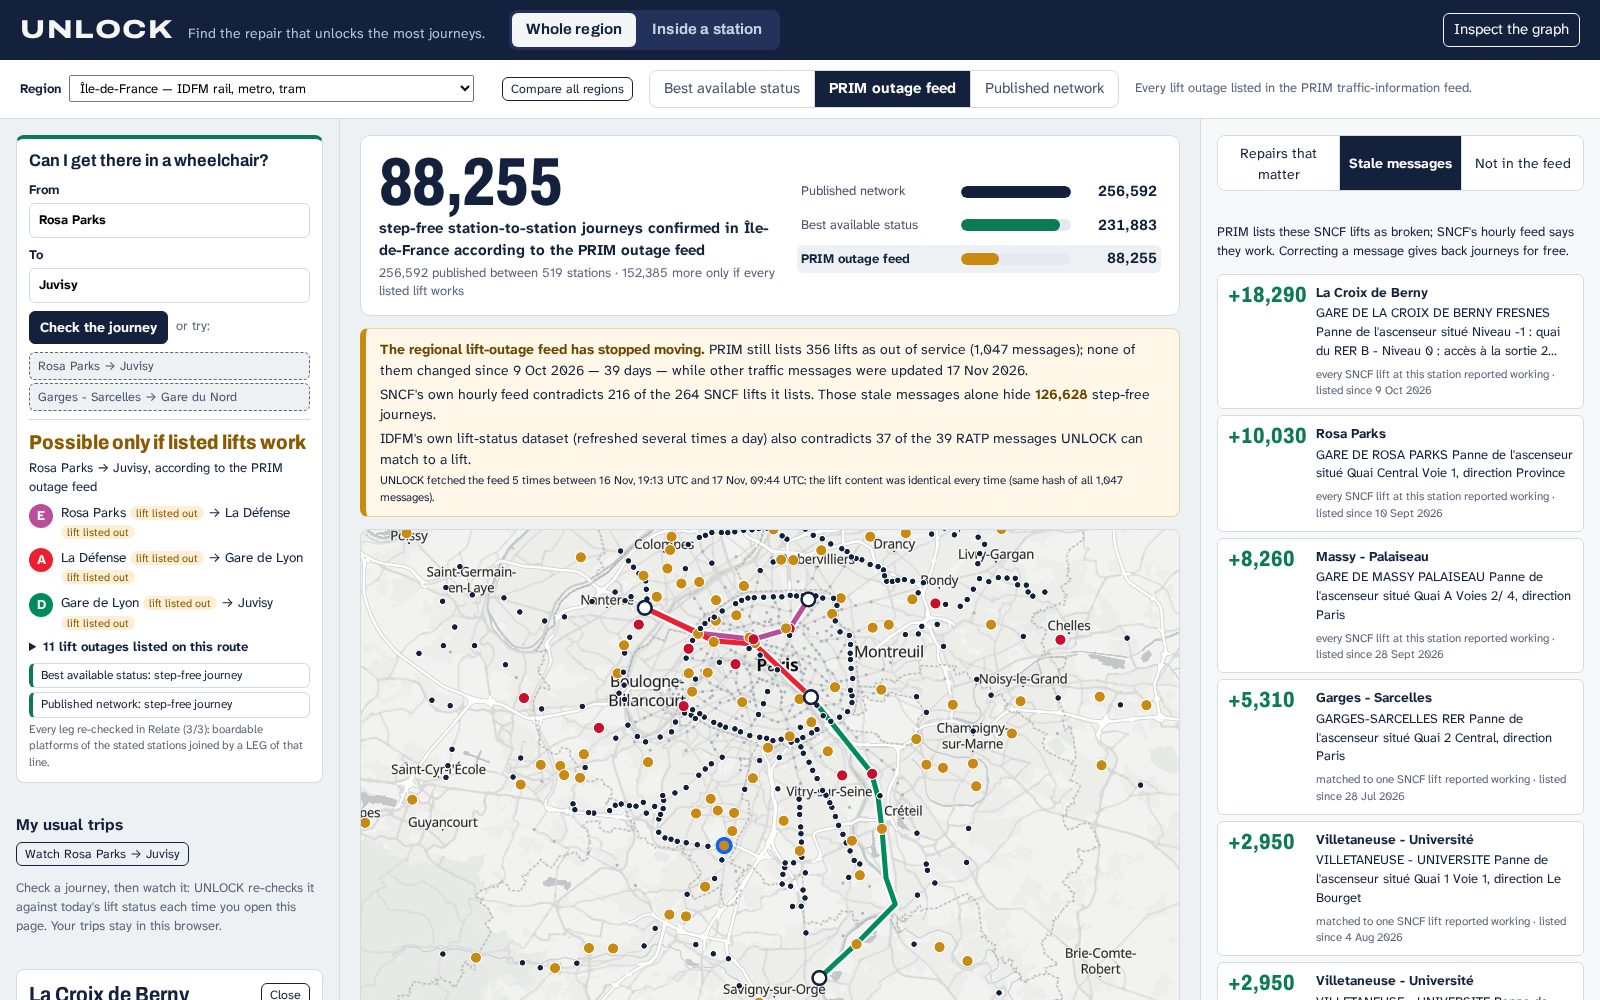 UNLOCK
Find the repair that unlocks the most journeys.
Whole region
Inside a station
Inspect the graph
Region
Île-de-France — IDFM rail, metro, tram
Compare all regions
Best available status
PRIM outage feed
Published network
Every lift outage listed in the PRIM traffic-information feed.
Can I get there in a wheelchair?
From
Rosa Parks
To
Juvisy
Check the journey
or try:
Rosa Parks → Juvisy
Garges - Sarcelles → Gare du Nord
Possible only if listed lifts work
Rosa Parks → Juvisy, according to the PRIM
outage feed
E Rosa Parks lift listed out → La Défense
lift listed out
A La Défense lift listed out → Gare de Lyon
lift listed out
D Gare de Lyon lift listed out → Juvisy
lift listed out
▶ 11 lift outages listed on this route
Best available status: step-free journey
Published network: step-free journey
Every leg re-checked in Relate (3/3): boardable
platforms of the stated stations joined by a LEG of that
line.
My usual trips
Watch Rosa Parks → Juvisy
Check a journey, then watch it: UNLOCK re-checks it
against today's lift status each time you open this
page. Your trips stay in this browser.
La Croix de Berny
Close
88,255
step-free station-to-station journeys confirmed in Île-
de-France according to the PRIM outage feed
256,592 published between 519 stations · 152,385 more only if every
listed lift works
Published network 256,592
Best available status 231,883
PRIM outage feed 88,255
The regional lift-outage feed has stopped moving. PRIM still lists 356 lifts as out of service (1,047 messages); none of
them changed since 9 Oct 2026 — 39 days — while other traffic messages were updated 17 Nov 2026.
SNCF's own hourly feed contradicts 216 of the 264 SNCF lifts it lists. Those stale messages alone hide 126,628 step-free
journeys.
IDFM's own lift-status dataset (refreshed several times a day) also contradicts 37 of the 39 RATP messages UNLOCK can
match to a lift.
UNLOCK fetched the feed 5 times between 16 Nov, 19:13 UTC and 17 Nov, 09:44 UTC: the lift content was identical every time (same hash of all 1,047
messages).
Poissy
Colombes
Drancy
Aubervilliers
Livry-Gargan
Saint-Germain-
en-Laye
Bondy
Nanterre
Chelles
Paris
Montreuil
Boulogne-
Billancourt
Noisy-le-Grand
Champigny-
sur-Marne
Saint-Cyr-l'École
Vitry-sur-Seine
Créteil
pes
Guyancourt
Brie-Comte-
Robert
Savigny-sur-Orge
Repairs that
matter
Stale messages
Not in the feed
PRIM lists these SNCF lifts as broken; SNCF's hourly feed says
they work. Correcting a message gives back journeys for free.
+18,290 La Croix de Berny
GARE DE LA CROIX DE BERNY FRESNES
Panne de l'ascenseur situé Niveau -1 : quai
du RER B - Niveau 0 : accès à la sortie 2...
every SNCF lift at this station reported working ·
listed since 9 Oct 2026
+10,030 Rosa Parks
GARE DE ROSA PARKS Panne de l'ascenseur
situé Quai Central Voie 1, direction Province
every SNCF lift at this station reported working ·
listed since 10 Sept 2026
+8,260 Massy - Palaiseau
GARE DE MASSY PALAISEAU Panne de
l'ascenseur situé Quai A Voies 2/ 4, direction
Paris
every SNCF lift at this station reported working ·
listed since 28 Sept 2026
+5,310 Garges - Sarcelles
GARGES-SARCELLES RER Panne de
l'ascenseur situé Quai 2 Central, direction
Paris
matched to one SNCF lift reported working · listed
since 28 Jul 2026
+2,950 Villetaneuse - Université
VILLETANEUSE - UNIVERSITE Panne de
l'ascenseur situé Quai 1 Voie 1, direction Le
Bourget
matched to one SNCF lift reported working · listed
since 4 Aug 2026
+2,950 Villetaneuse - Université